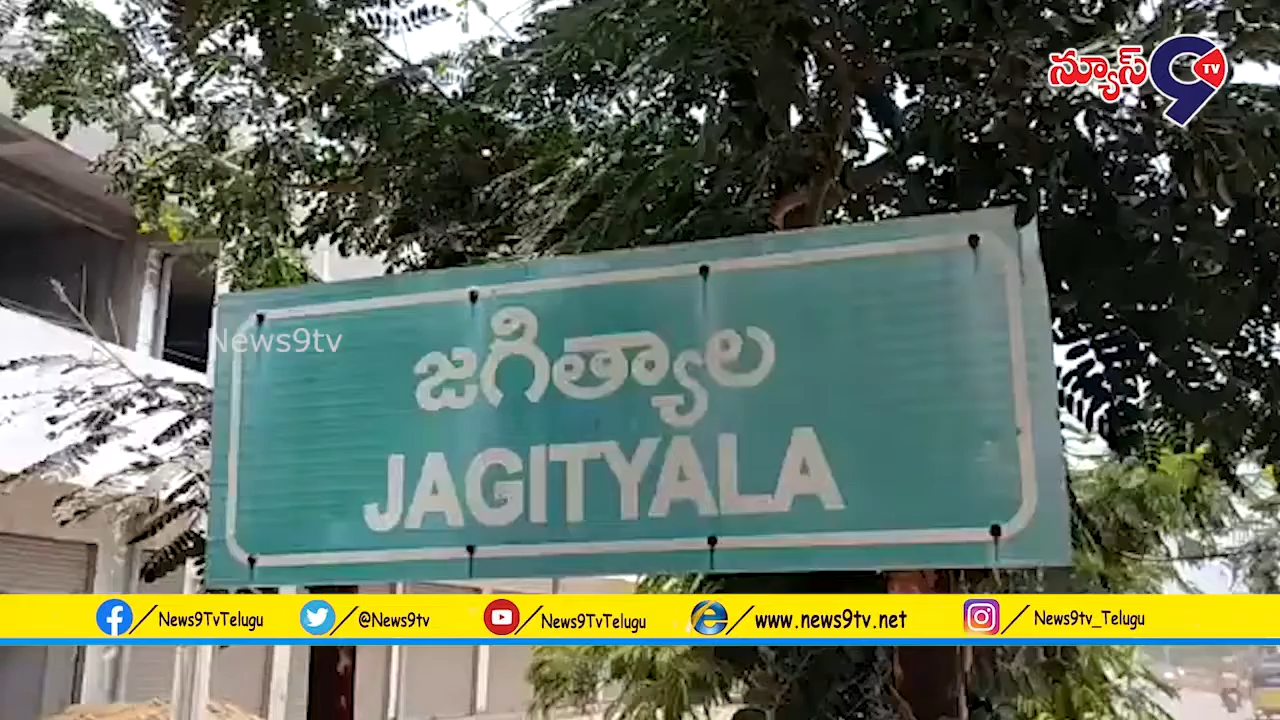 న్యూస్ 9 TV
News9tv
జగిత్యాల
JAGITYALA
News9TvTelugu @News9tv News9TvTelugu www.news9tv.net News9tv_Telugu